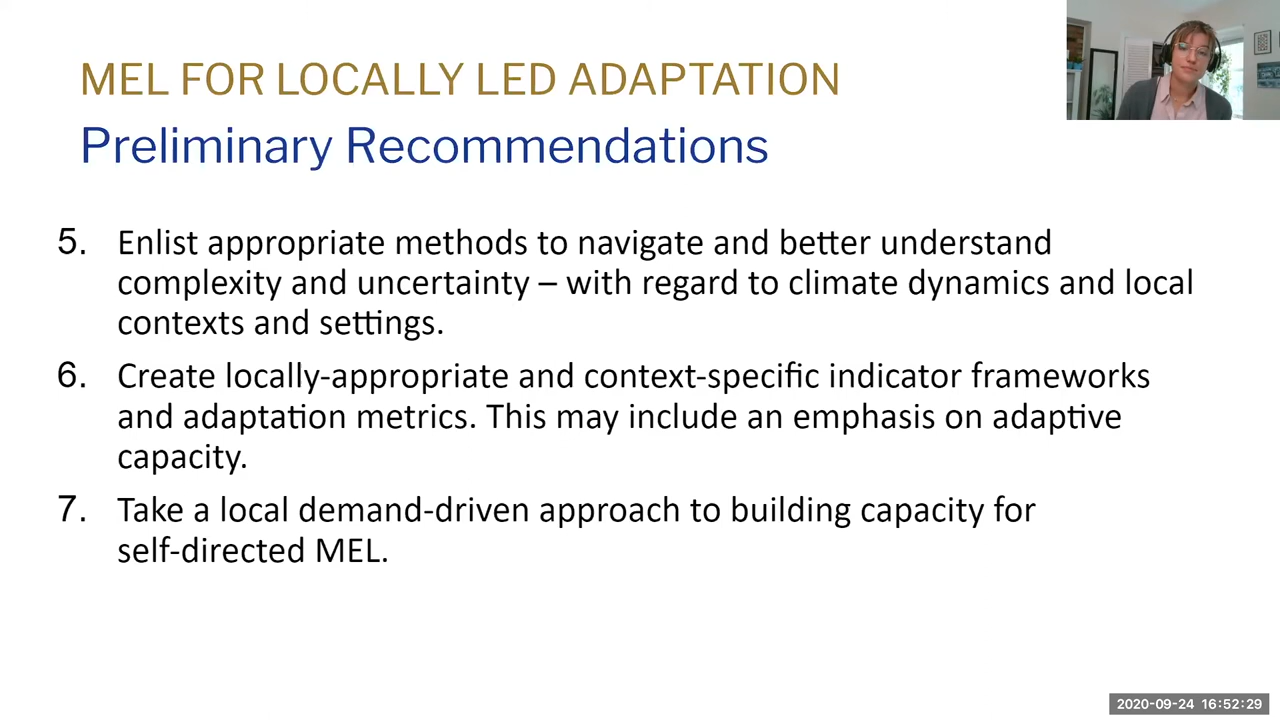 MEL FOR LOCALLY LED ADAPTATION
Preliminary Recommendations
5. Enlist appropriate methods to navigate and better understand
complexity and uncertainty – with regard to climate dynamics and local
contexts and settings.
6. Create locally-appropriate and context-specific indicator frameworks
and adaptation metrics. This may include an emphasis on adaptive
capacity.
7. Take a local demand-driven approach to building capacity for
self-directed MEL.
2020-09-24 16:52:29